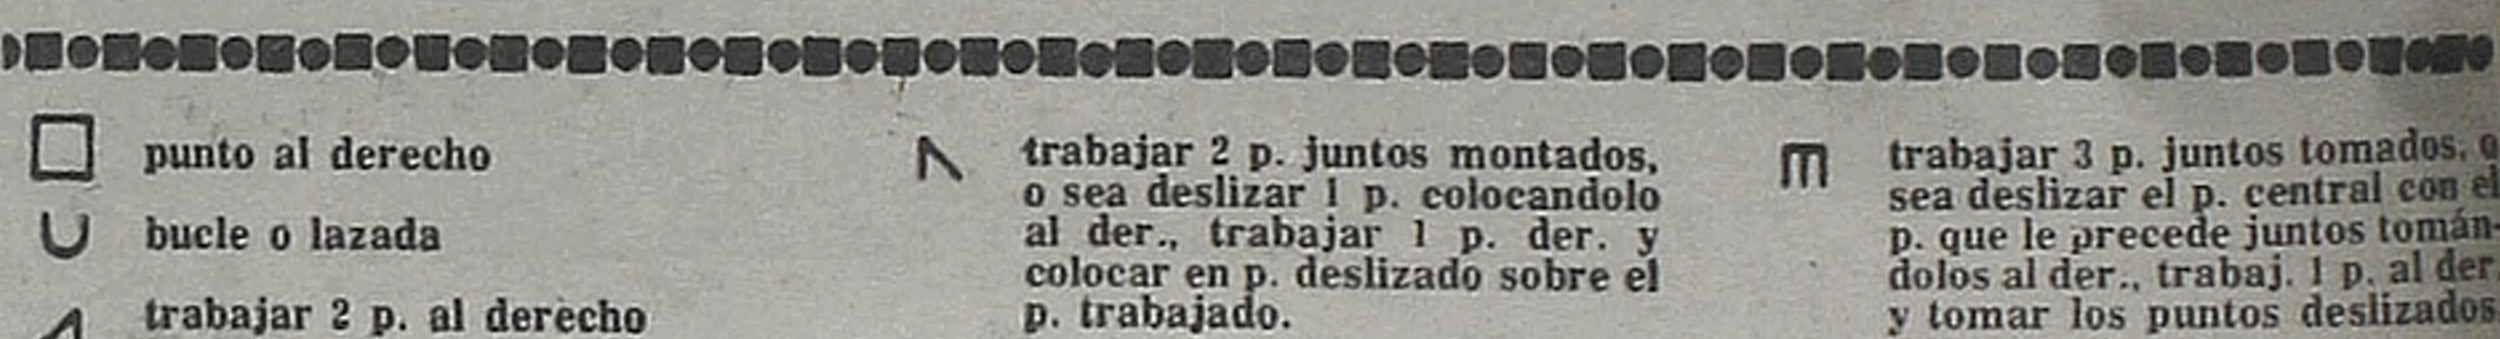 punto al derecho
bucle o lazada
trabajar 2 p. al derecho
trabajar 2 p. juntos montados,
o sea deslizar 1 p. colocandolo
al der., trabajar 1 p. der. y
colocar en p. deslizado sobre el
p. trabajado.
trabajar 3 p. juntos tomados, o
sea deslizar el p. central con el
p. que le precede juntos tomán-
dolos al der., trabaj. 1 p. al der.
y tomar los puntos deslizados